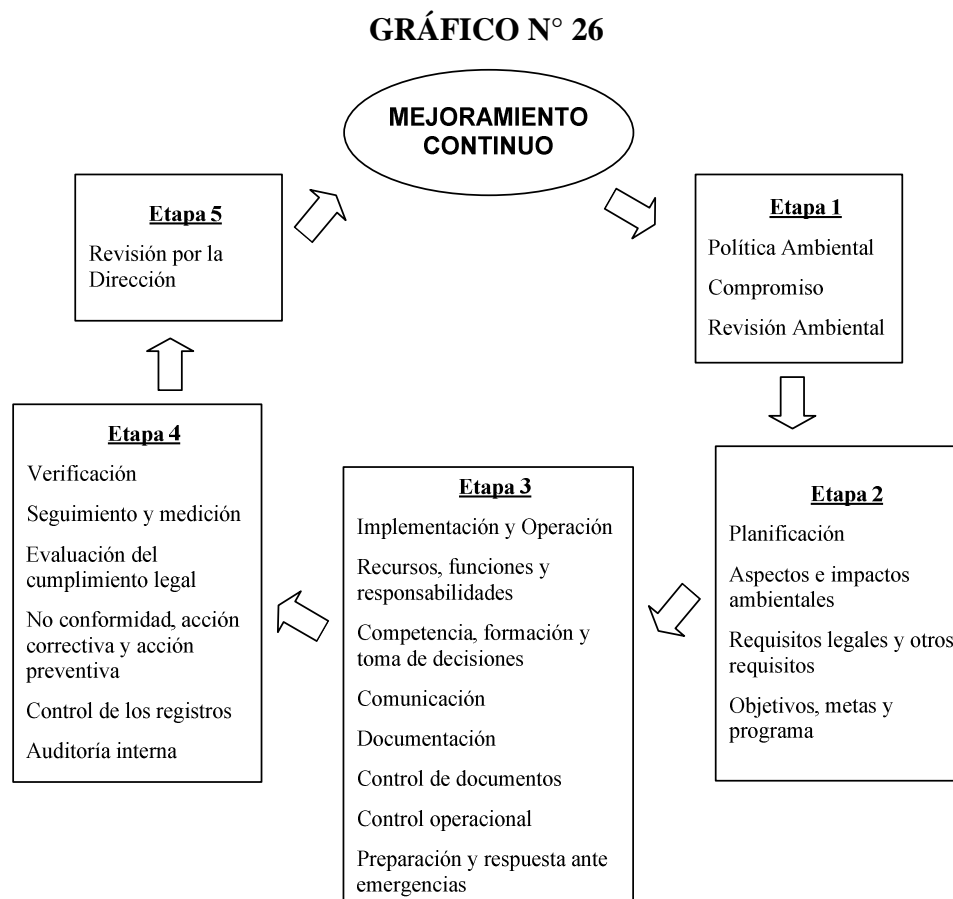 GRÁFICO N° 26
MEJORAMIENTO
CONTINUO
Etapa 1
Política Ambiental
Compromiso
Revisión Ambiental
Etapa 2
Planificación
Aspectos e impactos
ambientales
Requisitos legales y otros
requisitos
Objetivos, metas y
programa
Etapa 3
Implementación y Operación
Recursos, funciones y
responsabilidades
Competencia, formación y
toma de decisiones
Comunicación
Documentación
Control de documentos
Control operacional
Preparación y respuesta ante
emergencias
Etapa 4
Verificación
Seguimiento y medición
Evaluación del
cumplimiento legal
No conformidad, acción
correctiva y acción
preventiva
Control de los registros
Auditoría interna
Etapa 5
Revisión por la
Dirección